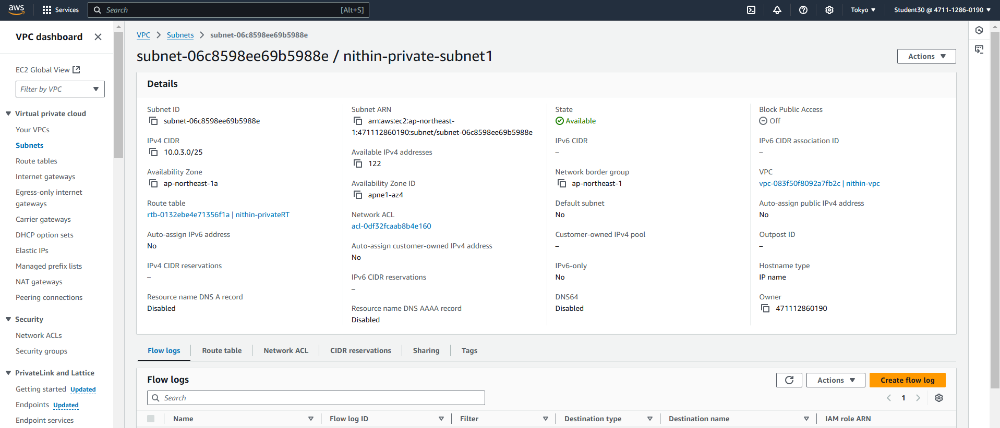 aws
Services
Search
[Alt+S]
Tokyo
Student30 @ 4711-1286-0190
VPC dashboard
EC2 Global View
Filter by VPC
Virtual private cloud
Your VPCs
Subnets
Route tables
Internet gateways
Egress-only internet
gateways
Carrier gateways
DHCP option sets
Elastic IPs
Managed prefix lists
NAT gateways
Peering connections
Security
Network ACLs
Security groups
PrivateLink and Lattice
Getting started Updated
Endpoints Updated
Endpoint services
VPC > Subnets > subnet-06c8598ee69b5988e
subnet-06c8598ee69b5988e / nithin-private-subnet1
Actions
Details
Subnet ID
subnet-06c8598ee69b5988e
IPv4 CIDR
10.0.3.0/25
Availability Zone
ap-northeast-1a
Route table
rtb-0132ebe4e71356f1a | nithin-privateRT
Auto-assign IPv6 address
No
IPv4 CIDR reservations
–
Resource name DNS A record
Disabled
Subnet ARN
arn:aws:ec2:ap-northeast-
1:471112860190:subnet/subnet-06c8598ee69b5988e
Available IPv4 addresses
122
Availability Zone ID
apne1-az4
Network ACL
acl-0df32fcaab8b4e160
Auto-assign customer-owned IPv4 address
No
IPv6 CIDR reservations
–
Resource name DNS AAAA record
Disabled
State
Available
IPv6 CIDR
–
Network border group
ap-northeast-1
Default subnet
No
Customer-owned IPv4 pool
–
IPv6-only
No
DNS64
Disabled
Block Public Access
Off
IPv6 CIDR association ID
–
VPC
vpc-083f50f8092a7fb2c | nithin-vpc
Auto-assign public IPv4 address
No
Outpost ID
–
Hostname type
IP name
Owner
471112860190
Flow logs
Route table
Network ACL
CIDR reservations
Sharing
Tags
Flow logs
Actions
Create flow log
Search
1
Name
Flow log ID
Filter
Destination type
Destination name
IAM role ARN